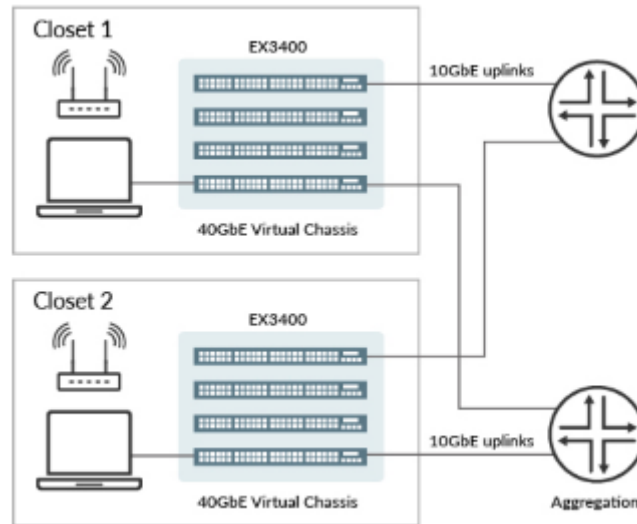 Closet 1
EX3400
10GbE uplinks
40GbE Virtual Chassis
Closet 2
EX3400
10GbE uplinks
40GbE Virtual Chassis
Aggregation